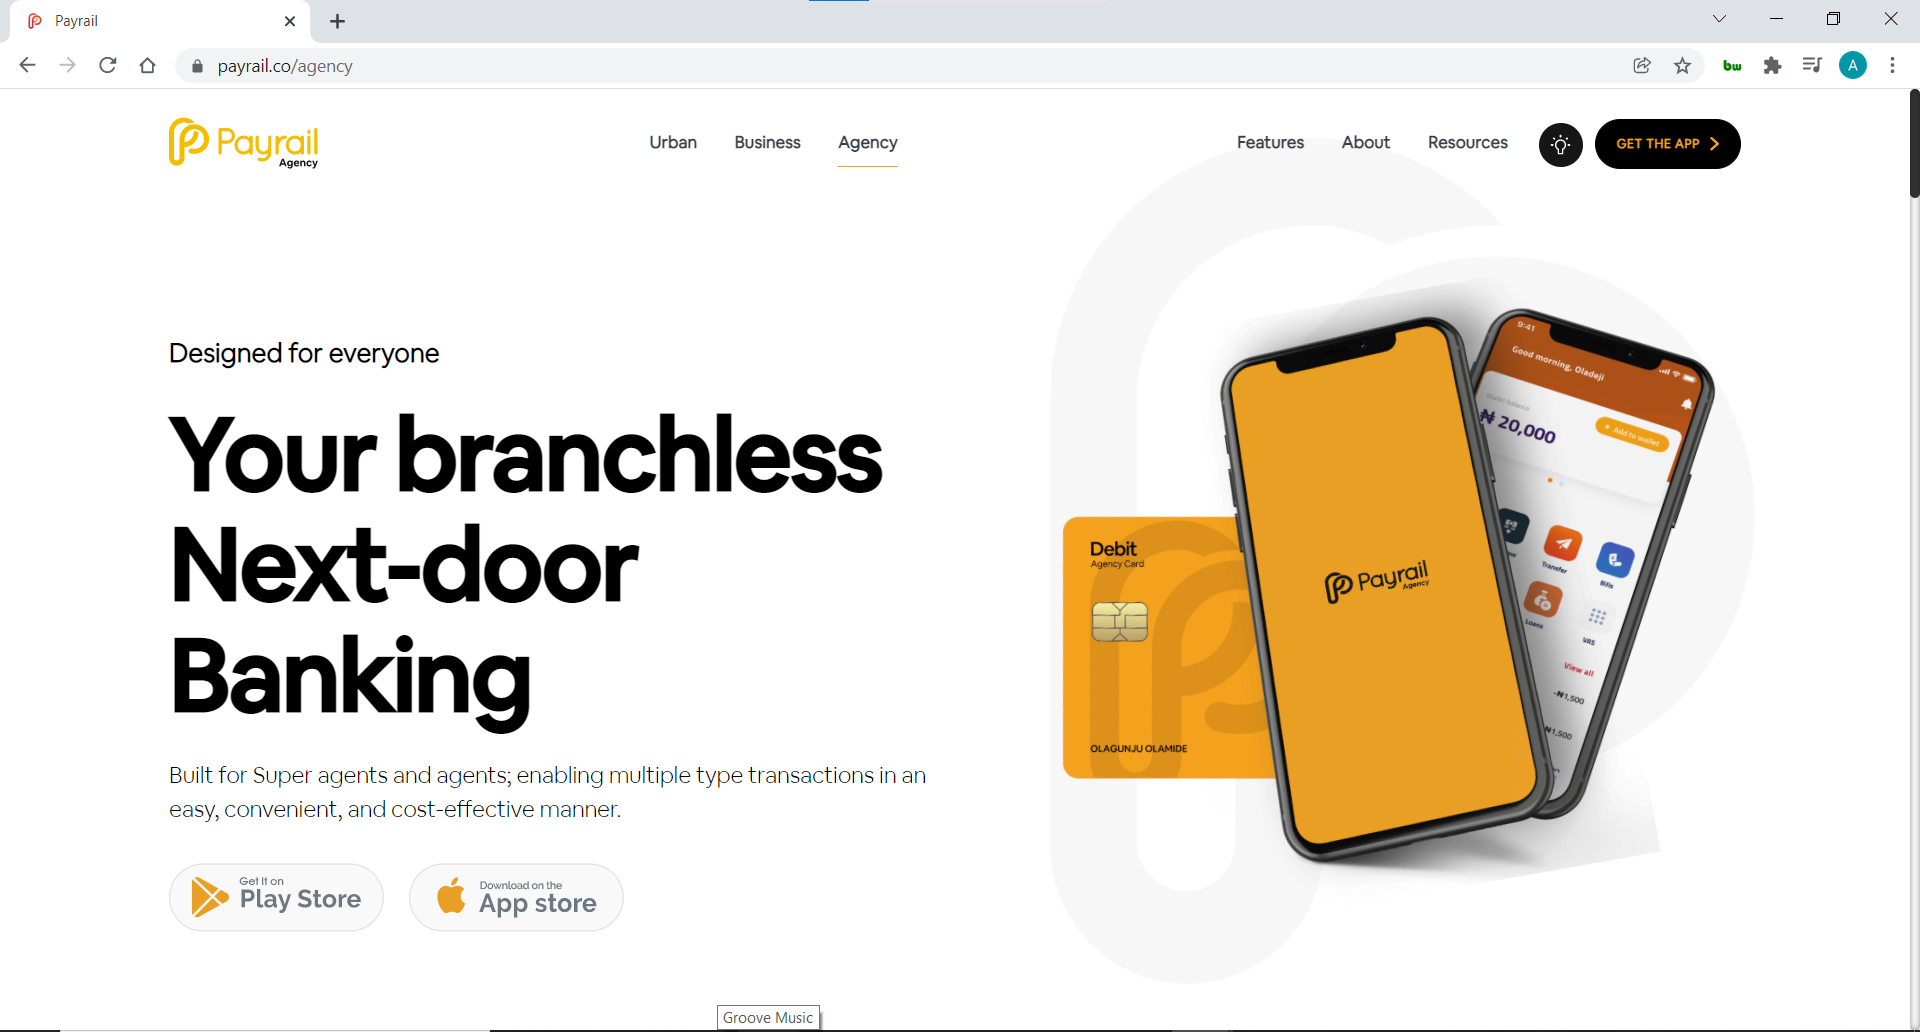 Payrail
payrail.co/agency
bw
A
Payrail
Agency
Urban
Business
Agency
Features
About
Resources
GET THE APP
Designed for everyone
Your branchless
Next-door
Banking
Built for Super agents and agents; enabling multiple type transactions in an
easy, convenient, and cost-effective manner.
Get It on
Play Store
Download on the
App store
Debit
Agency Card
OLAGUNJU OLAMIDE
Payrail
Agency
9:41
Good morning, Oladeji
Wallet balance
₦ 20,000
+ Add to wallet
Transfer
Bills
Loans
VAS
View all
-₦1,500
₦1,500
Groove Music